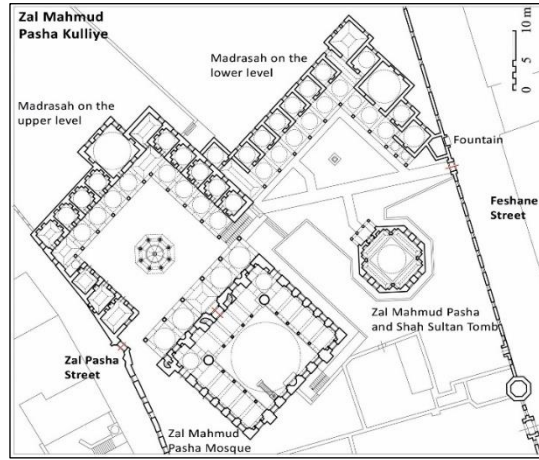 Zal Mahmud
Pasha Kulliye
Madrasah on the
lower level
Madrasah on the
upper level
10 m
5
0
Fountain
Feshane
Street
Zal Mahmud Pasha
and Shah Sultan Tomb
Zal Pasha
Street
Zal Mahmud
Pasha Mosque